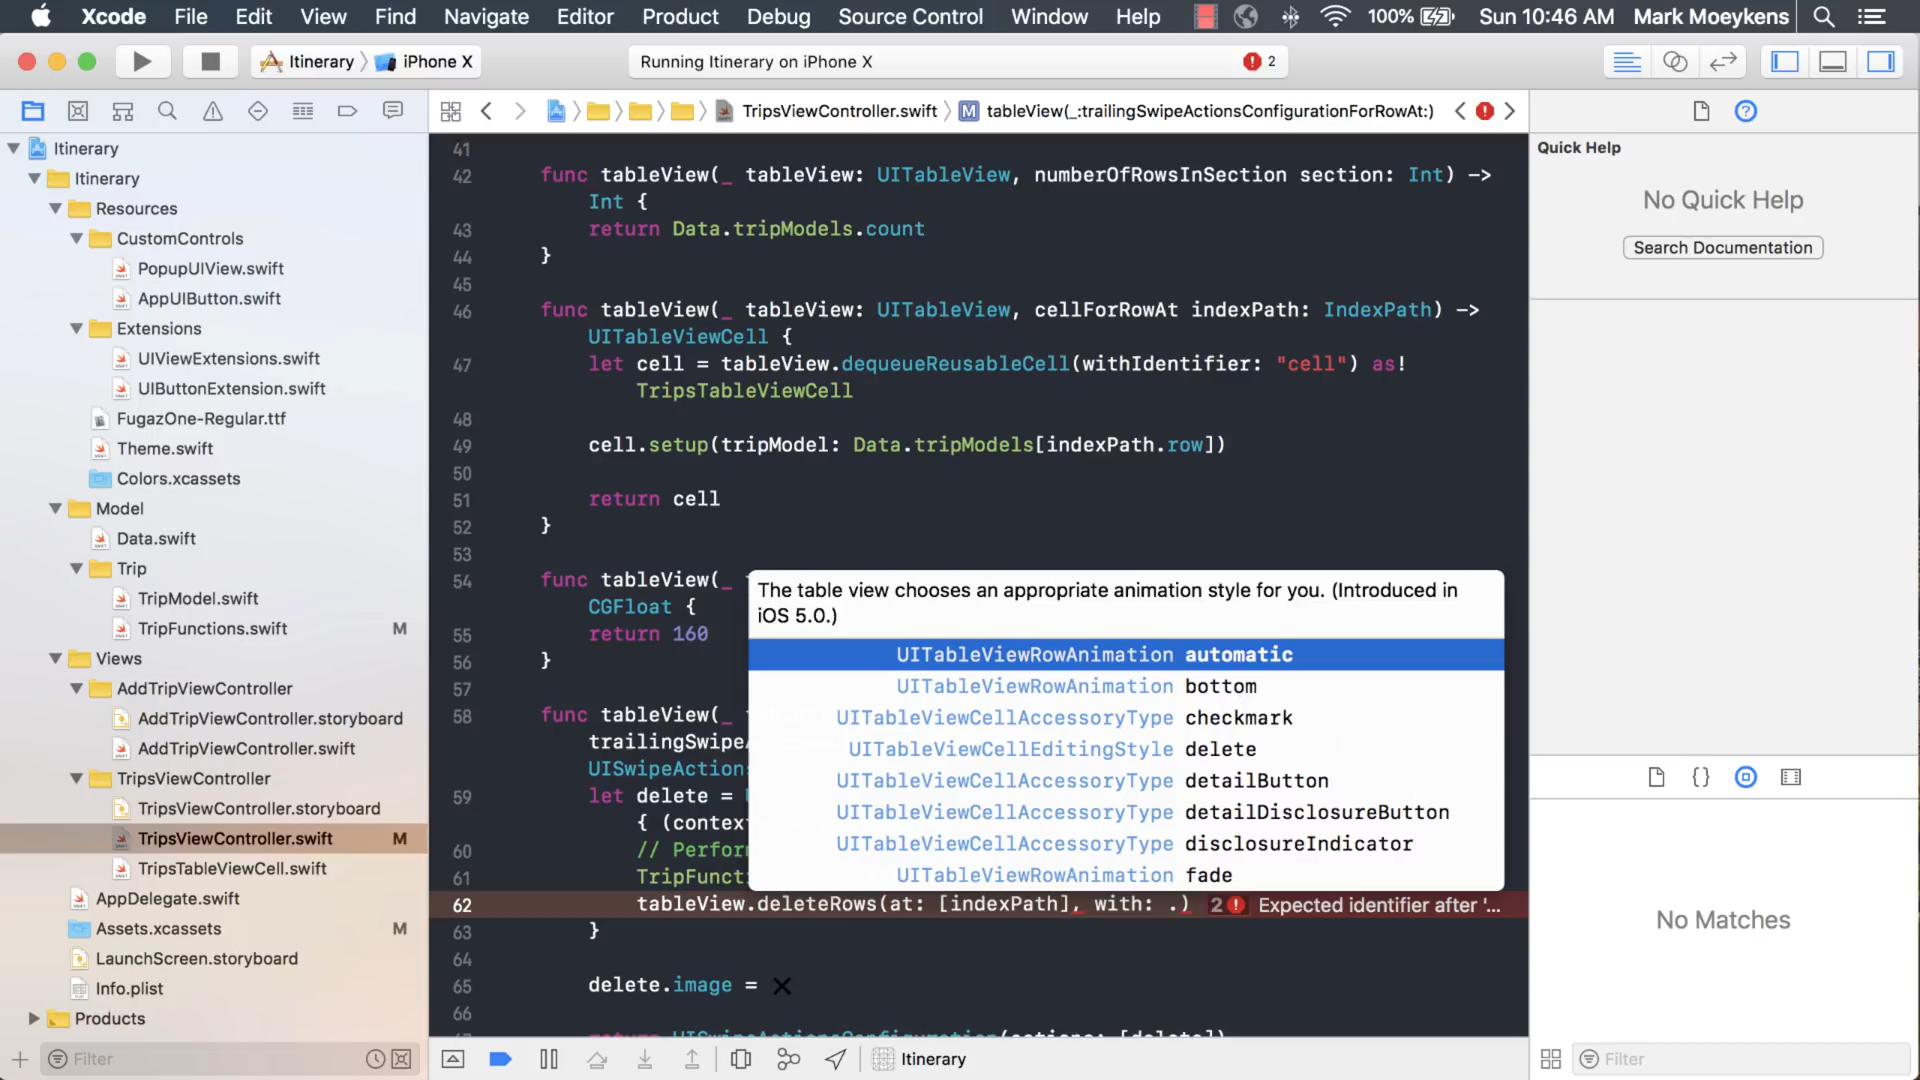 Xcode File Edit View Find Navigate Editor Product Debug Source Control Window Help 100% Sun 10:46 AM Mark Moeykens
Itinerary iPhone X
Running Itinerary on iPhone X 2
TripsViewController.swift M tableView(_:trailingSwipeActionsConfigurationForRowAt:)
Itinerary
Itinerary
Resources
CustomControls
PopupUIView.swift
AppUIButton.swift
Extensions
UIViewExtensions.swift
UIButtonExtension.swift
FugazOne-Regular.ttf
Theme.swift
Colors.xcassets
Model
Data.swift
Trip
TripModel.swift
TripFunctions.swift M
Views
AddTripViewController
AddTripViewController.storyboard
AddTripViewController.swift
TripsViewController
TripsViewController.storyboard
TripsViewController.swift M
TripsTableViewCell.swift
AppDelegate.swift
Assets.xcassets M
LaunchScreen.storyboard
Info.plist
Products
Filter
41
42 func tableView(_ tableView: UITableView, numberOfRowsInSection section: Int) ->
Int {
43 return Data.tripModels.count
44 }
45
46 func tableView(_ tableView: UITableView, cellForRowAt indexPath: IndexPath) ->
UITableViewCell {
47 let cell = tableView.dequeueReusableCell(withIdentifier: "cell") as!
TripsTableViewCell
48
49 cell.setup(tripModel: Data.tripModels[indexPath.row])
50
51 return cell
52 }
53
54 func tableView(_
CGFloat {
55 return 160
56 }
57
58 func tableView(_
trailingSwipeA
UISwipeActions
59 let delete =
{ (contex
60 // Perfor
61 TripFuncti
62 tableView.deleteRows(at: [indexPath], with: .) 2 Expected identifier after '...
63 }
64
65 delete.image =
66
return UISwipeActionsConfiguration(actions: [delete])
The table view chooses an appropriate animation style for you. (Introduced in
iOS 5.0.)
UITableViewRowAnimation automatic
UITableViewRowAnimation bottom
UITableViewCellAccessoryType checkmark
UITableViewCellEditingStyle delete
UITableViewCellAccessoryType detailButton
UITableViewCellAccessoryType detailDisclosureButton
UITableViewCellAccessoryType disclosureIndicator
UITableViewRowAnimation fade
Itinerary
Quick Help
No Quick Help
Search Documentation
No Matches
Filter